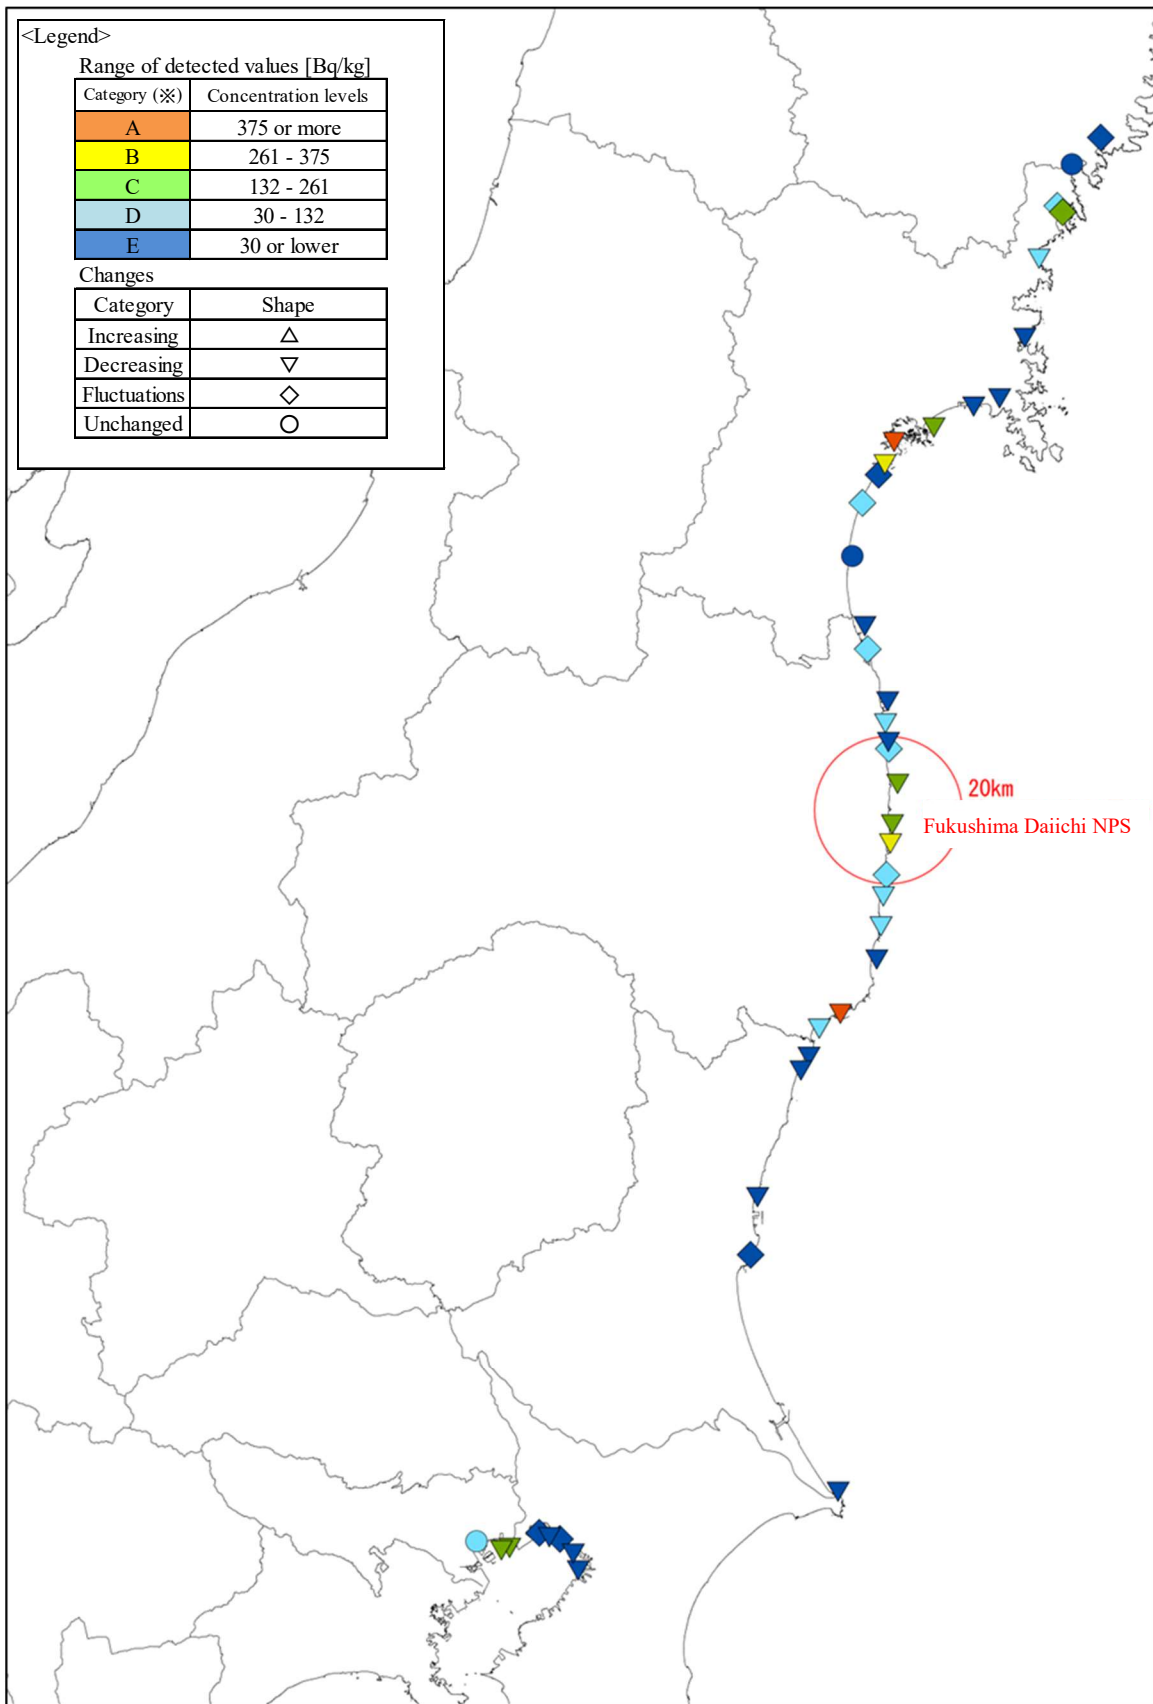 <Legend>
Range of detected values [Bq/kg]
Category (※) Concentration levels
A 375 or more
B 261 - 375
C 132 - 261
D 30 - 132
E 30 or lower
Changes
Category Shape
Increasing △
Decreasing ▽
Fluctuations ◇
Unchanged ○
20km
Fukushima Daiichi NPS